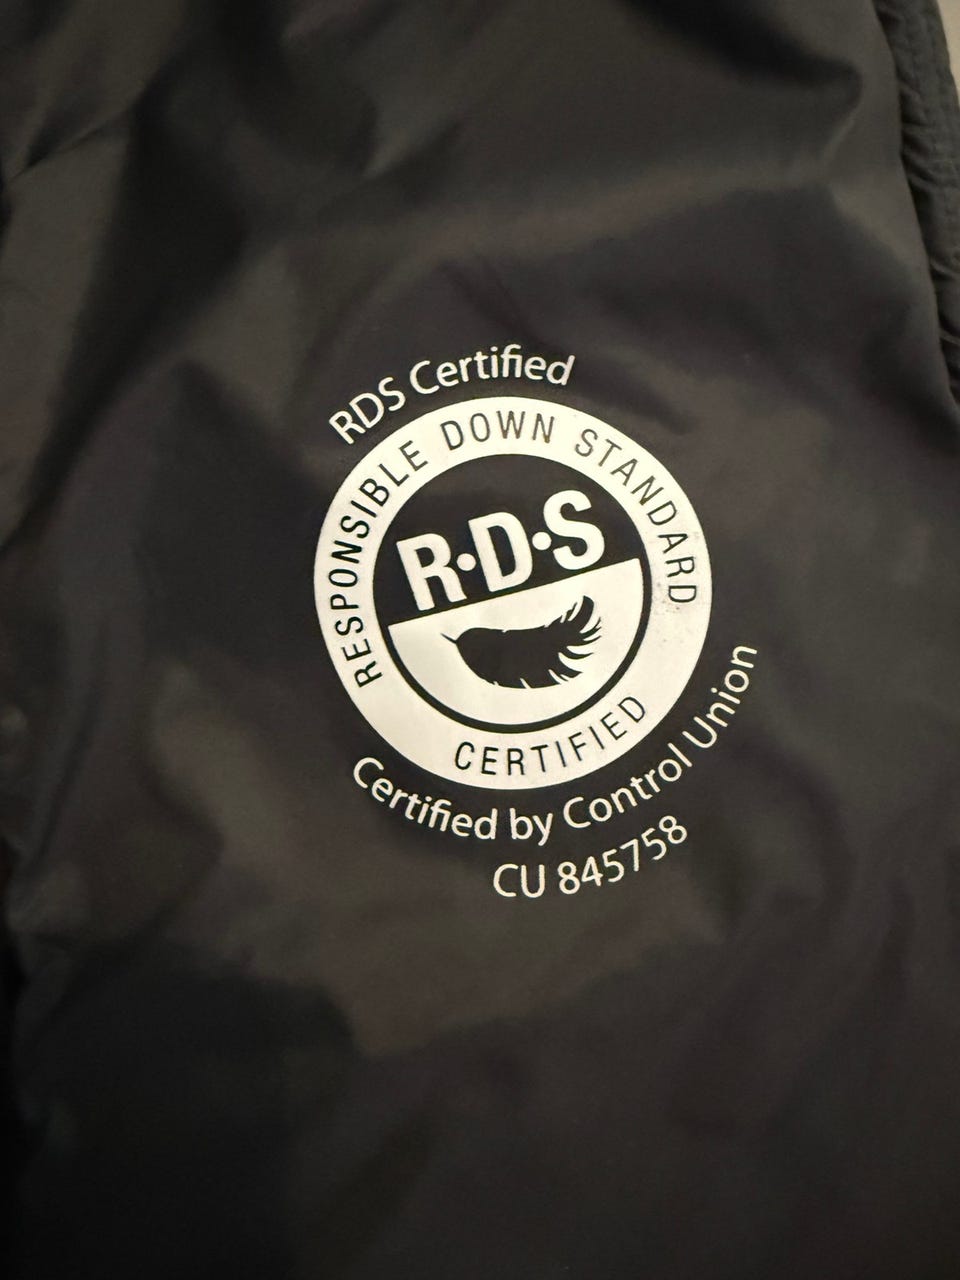 RDS Certified
RESPONSIBLE DOWN STANDARD
R·D·S
CERTIFIED
Certified by Control Union
CU 845758